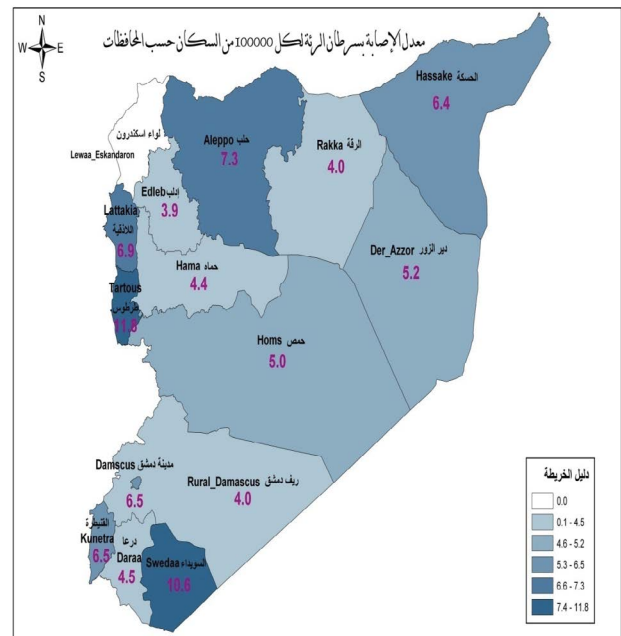 N
W E
S
معدل الإصابة بسرطان الرئة لكل 100000 من السكان حسب المحافظات
Hassake الحسكة
6.4
لواء اسكندرون
Lewaa_Eskandaron
Aleppo حلب
7.3
Rakka الرقة
4.0
Edleb ادلب
3.9
Lattakia
اللاذقية
6.9
Der_Azzor دير الزور
5.2
Hama حماه
4.4
Tartous
طرطوس
11.8
Homs حمص
5.0
Damscus مدينة دمشق
6.5
Rural_Damascus ريف دمشق
4.0
القنيطرة
Kunetra
6.5
درعا
Daraa
4.5
Swedaa السويداء
10.6
دليل الخريطة
0.0
0.1 - 4.5
4.6 - 5.2
5.3 - 6.5
6.6 - 7.3
7.4 - 11.8